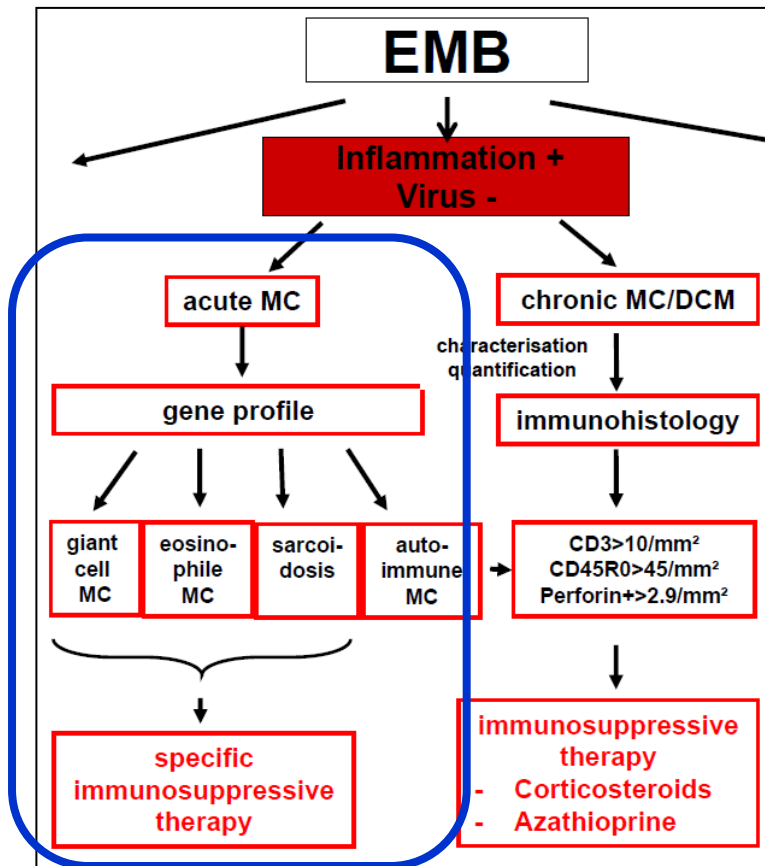 EMB
Inflammation +
Virus -
acute MC
chronic MC/DCM
characterisation
quantification
gene profile
immunohistology
giant
cell
MC
eosino-
phile
MC
sarcoi-
dosis
auto-
immune
MC
CD3>10/mm²
CD45R0>45/mm²
Perforin+>2.9/mm²
specific
immunosuppressive
therapy
immunosuppressive
therapy
- Corticosteroids
- Azathioprine